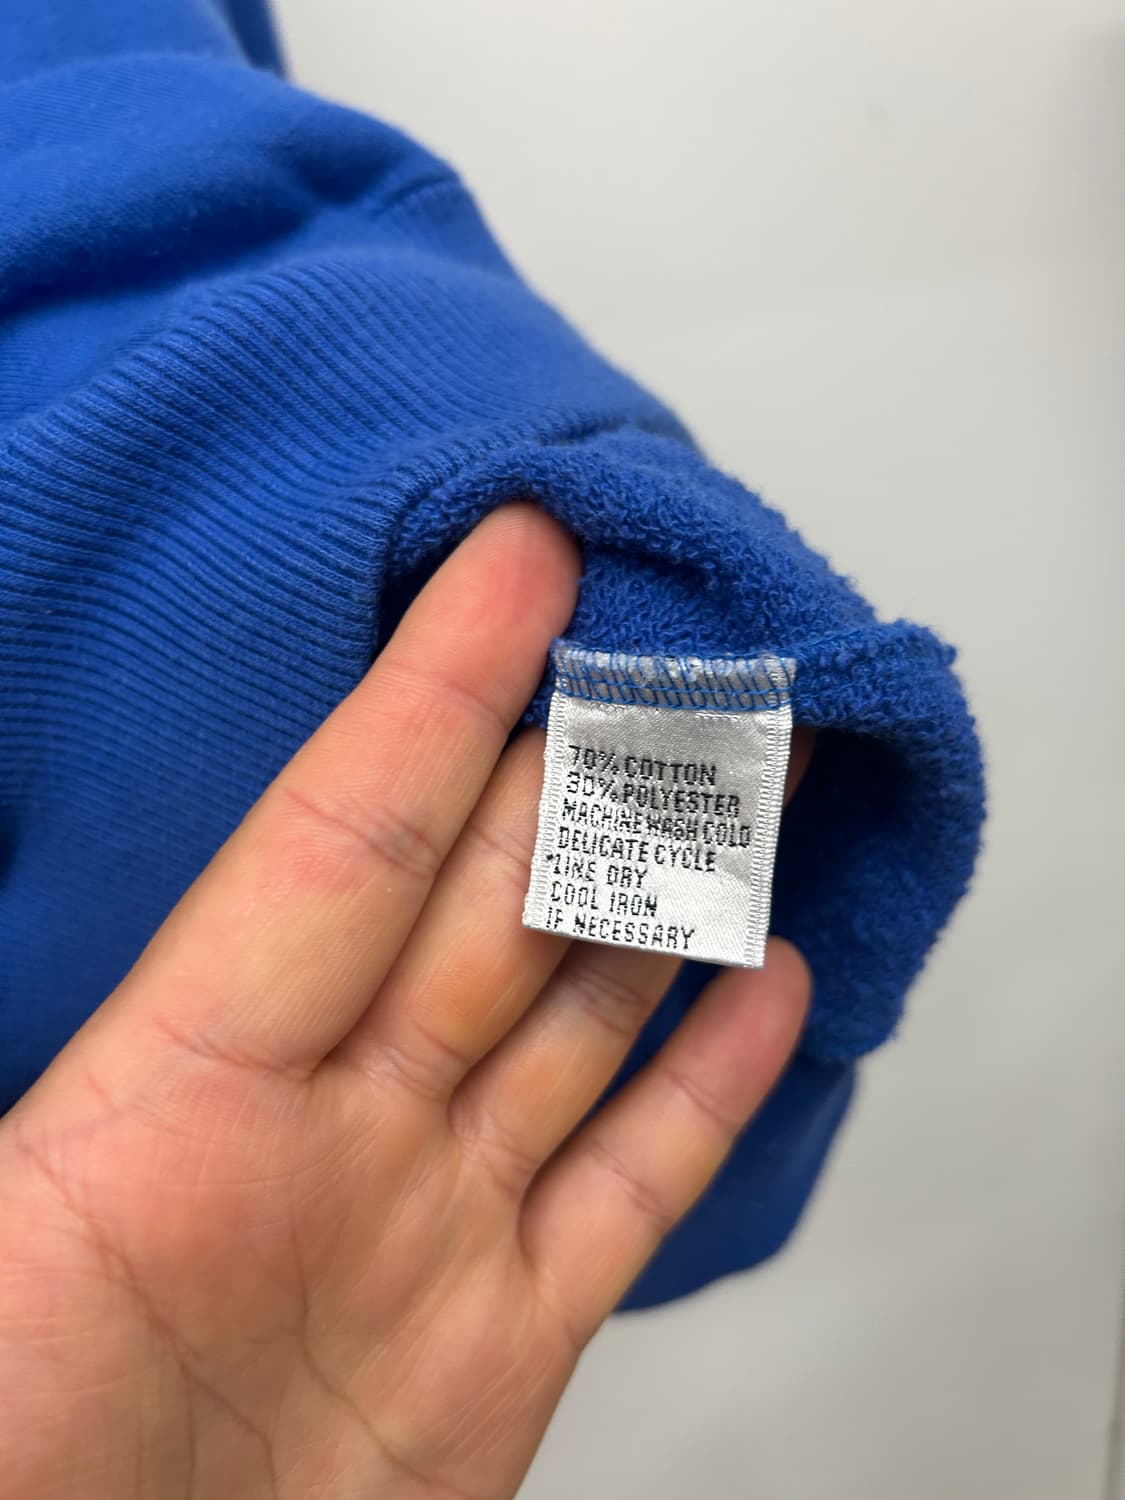 70% COTTON
30% POLYESTER
MACHINE WASH COLD
DELICATE CYCLE
LINE DRY
COOL IRON
IF NECESSARY